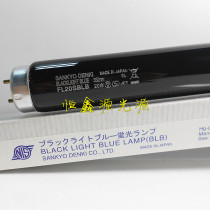 SANKYO DENKI
BLACKLIGHT BLUE 352nm
FL20SBLB 20W
MADE IN JAPAN
恒鑫源光源
ブラックライトブルー蛍光ランプ
BLACK LIGHT BLUE LAMP(BLB)
SANKYO DENKI CO., LTD.
MADE IN JAPAN